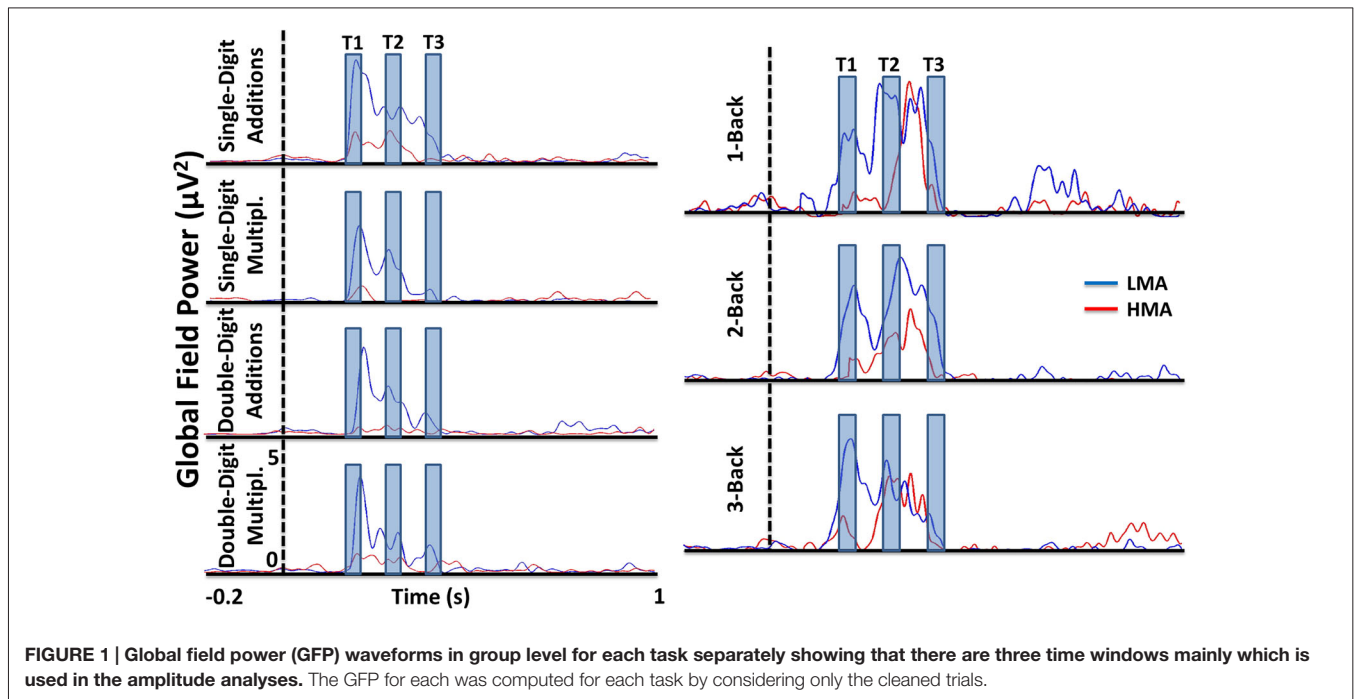 Global Field Power (μV²)
Single-Digit
Additions
T1 T2 T3
Single-Digit
Multipl.
Double-Digit
Additions
Double-Digit
Multipl.
5
0
-0.2 Time (s) 1
1-Back
T1 T2 T3
2-Back
LMA
HMA
3-Back
FIGURE 1 | Global field power (GFP) waveforms in group level for each task separately showing that there are three time windows mainly which is
used in the amplitude analyses. The GFP for each was computed for each task by considering only the cleaned trials.